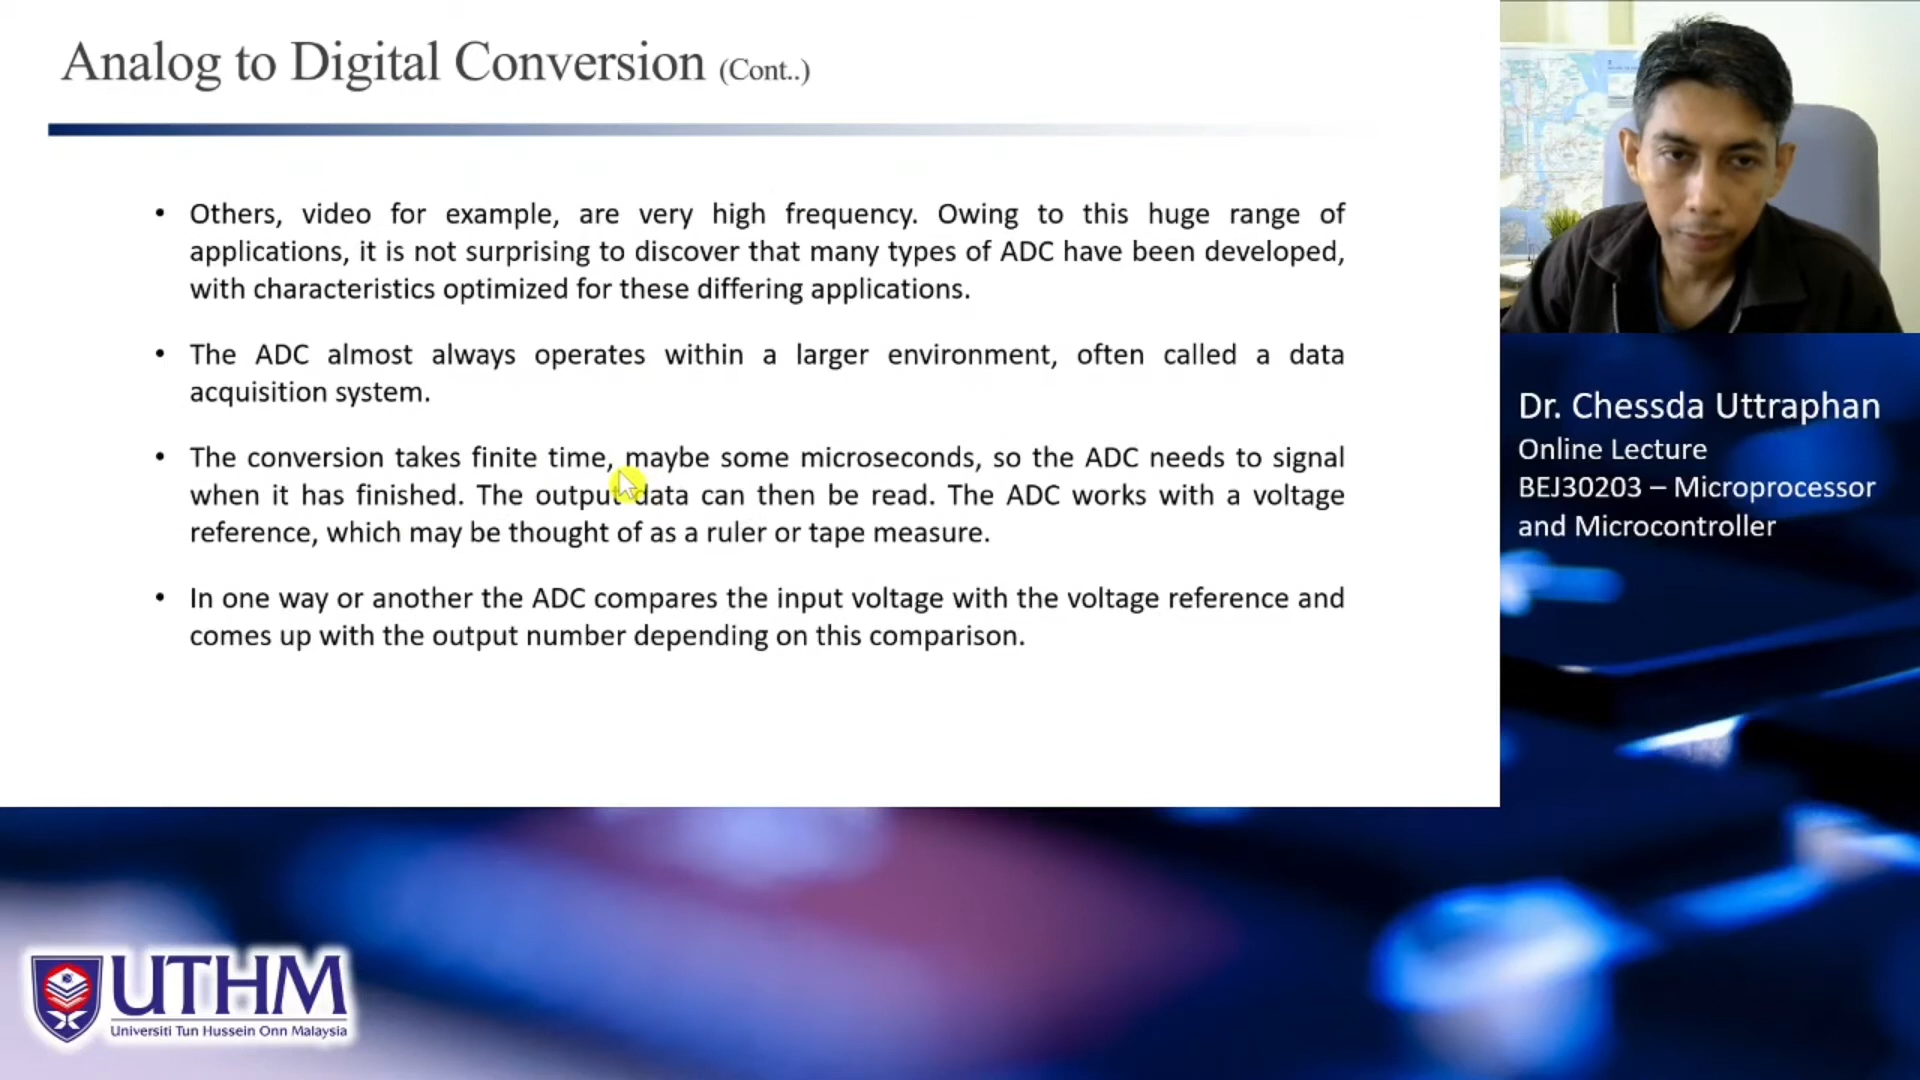 Analog to Digital Conversion (Cont..)
• Others, video for example, are very high frequency. Owing to this huge range of
applications, it is not surprising to discover that many types of ADC have been developed,
with characteristics optimized for these differing applications.
• The ADC almost always operates within a larger environment, often called a data
acquisition system.
• The conversion takes finite time, maybe some microseconds, so the ADC needs to signal
when it has finished. The output data can then be read. The ADC works with a voltage
reference, which may be thought of as a ruler or tape measure.
• In one way or another the ADC compares the input voltage with the voltage reference and
comes up with the output number depending on this comparison.
Dr. Chessda Uttraphan
Online Lecture
BEJ30203 – Microprocessor
and Microcontroller
UTHM
Universiti Tun Hussein Onn Malaysia